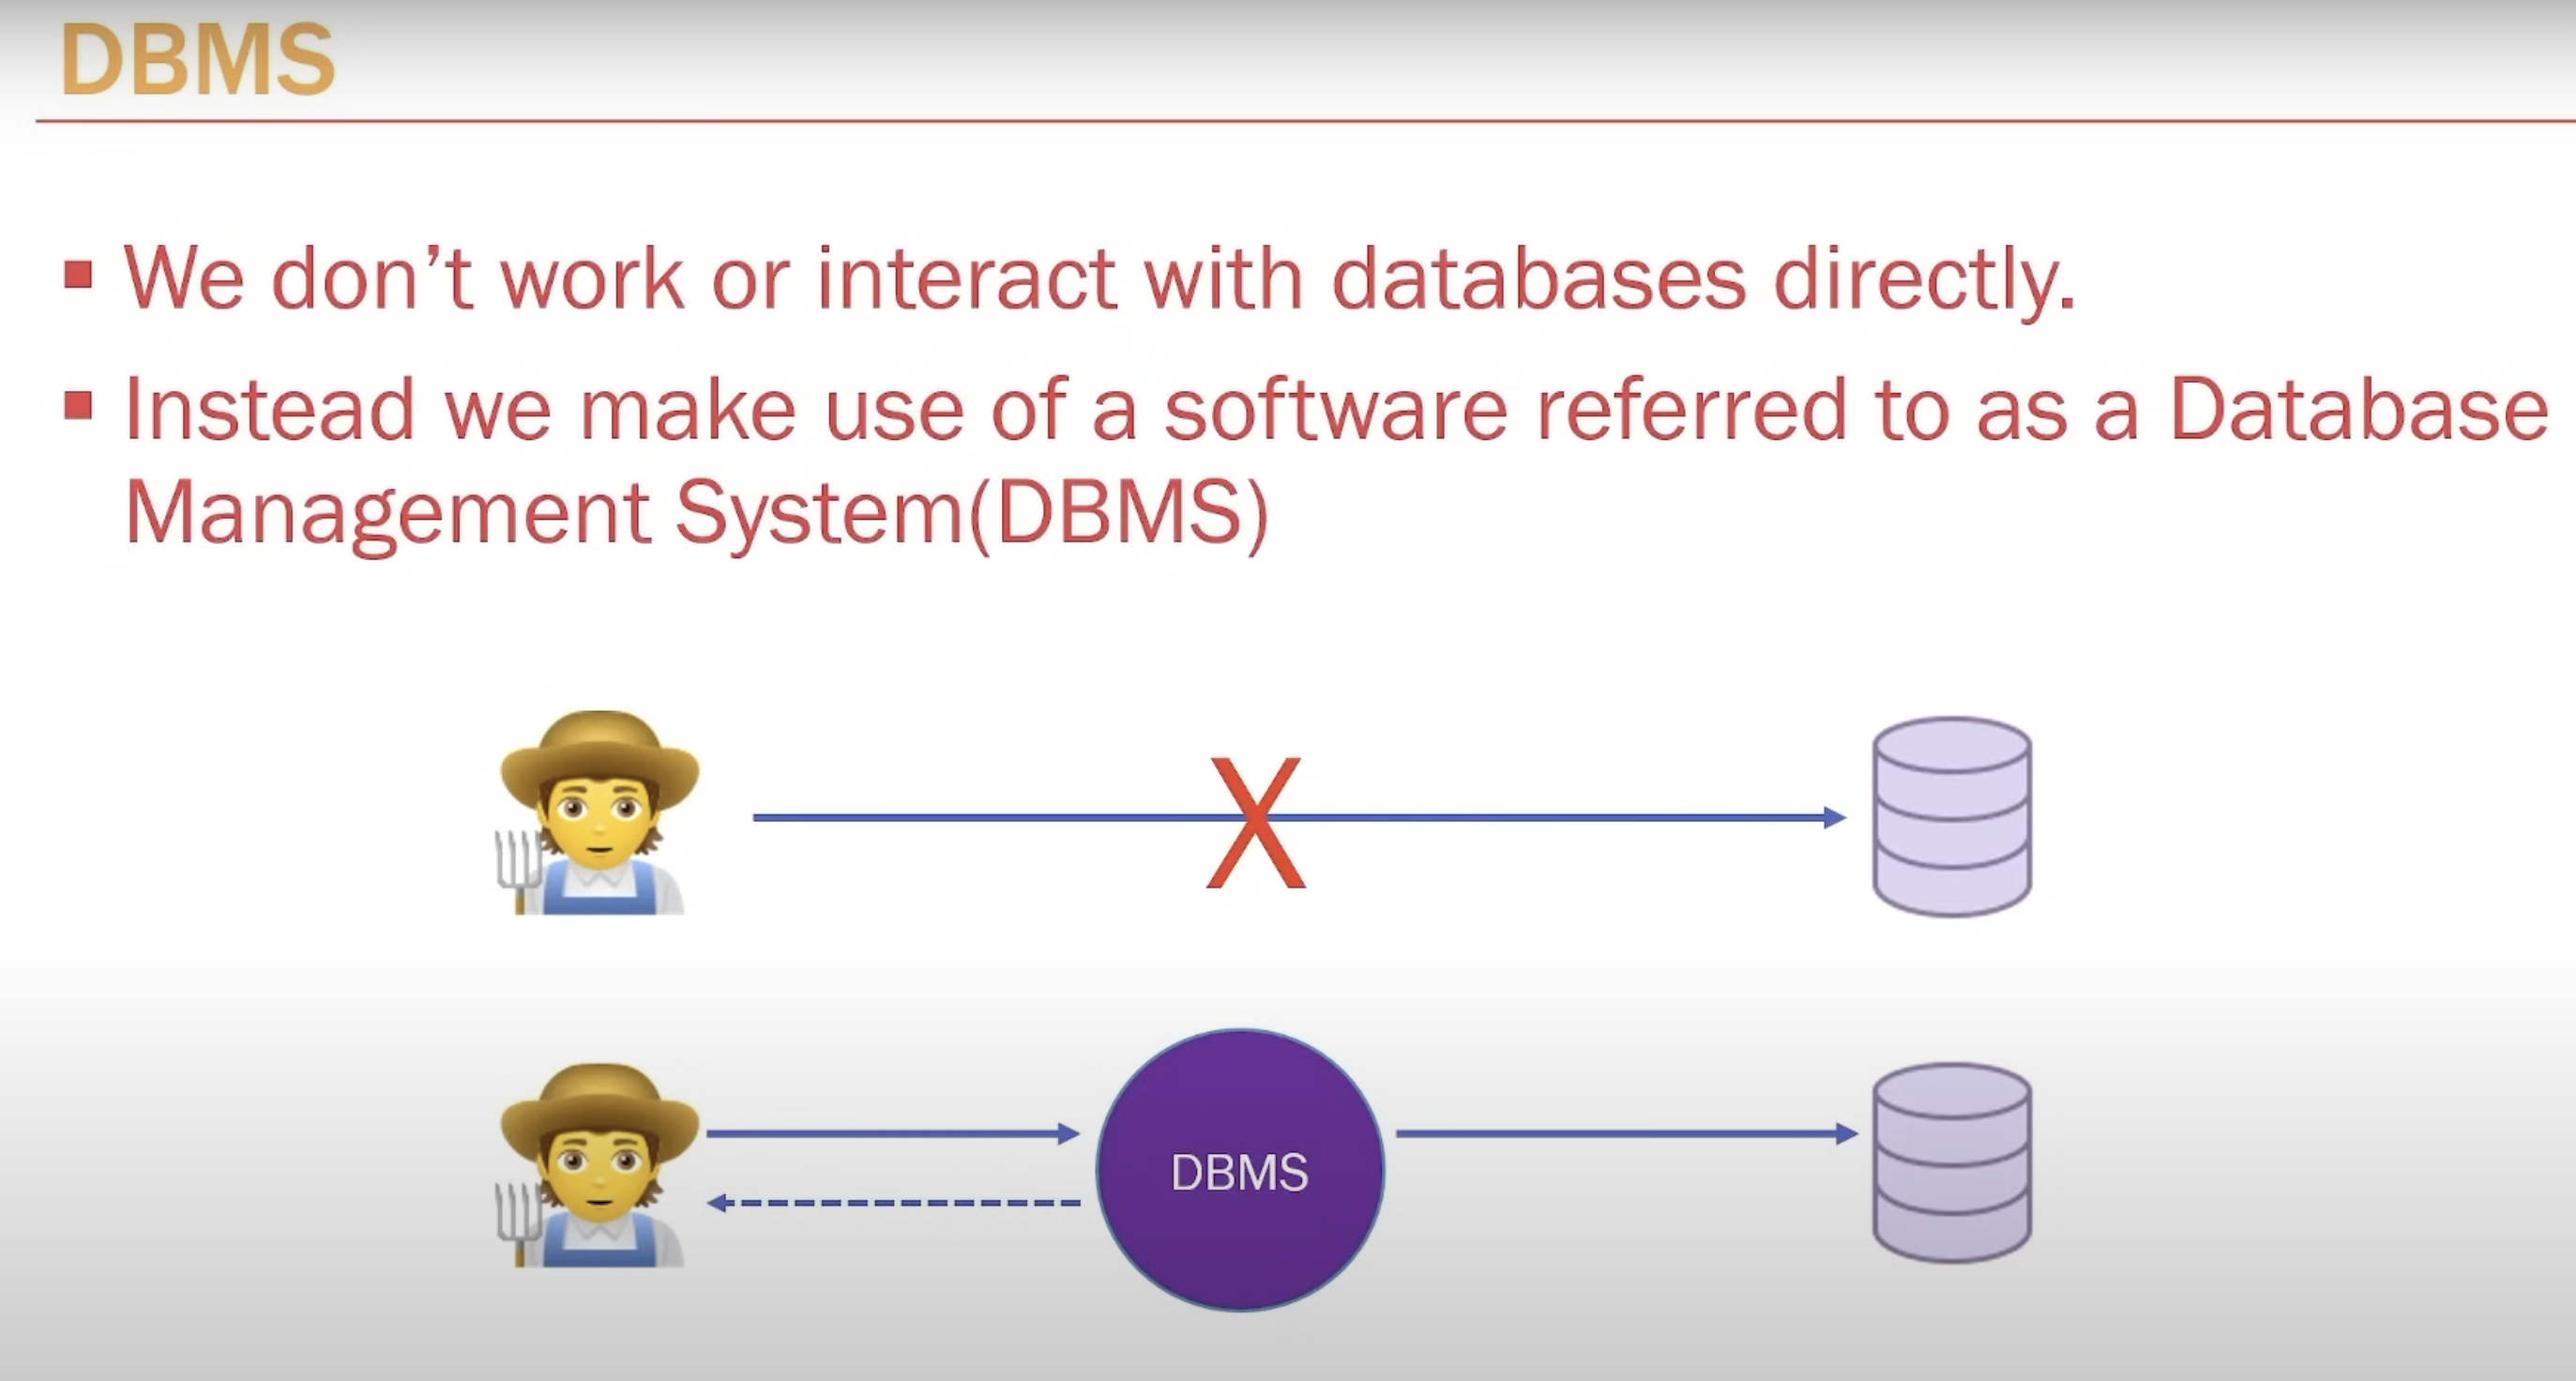 DBMS
We don’t work or interact with databases directly.
Instead we make use of a software referred to as a Database
Management System(DBMS)
X
DBMS